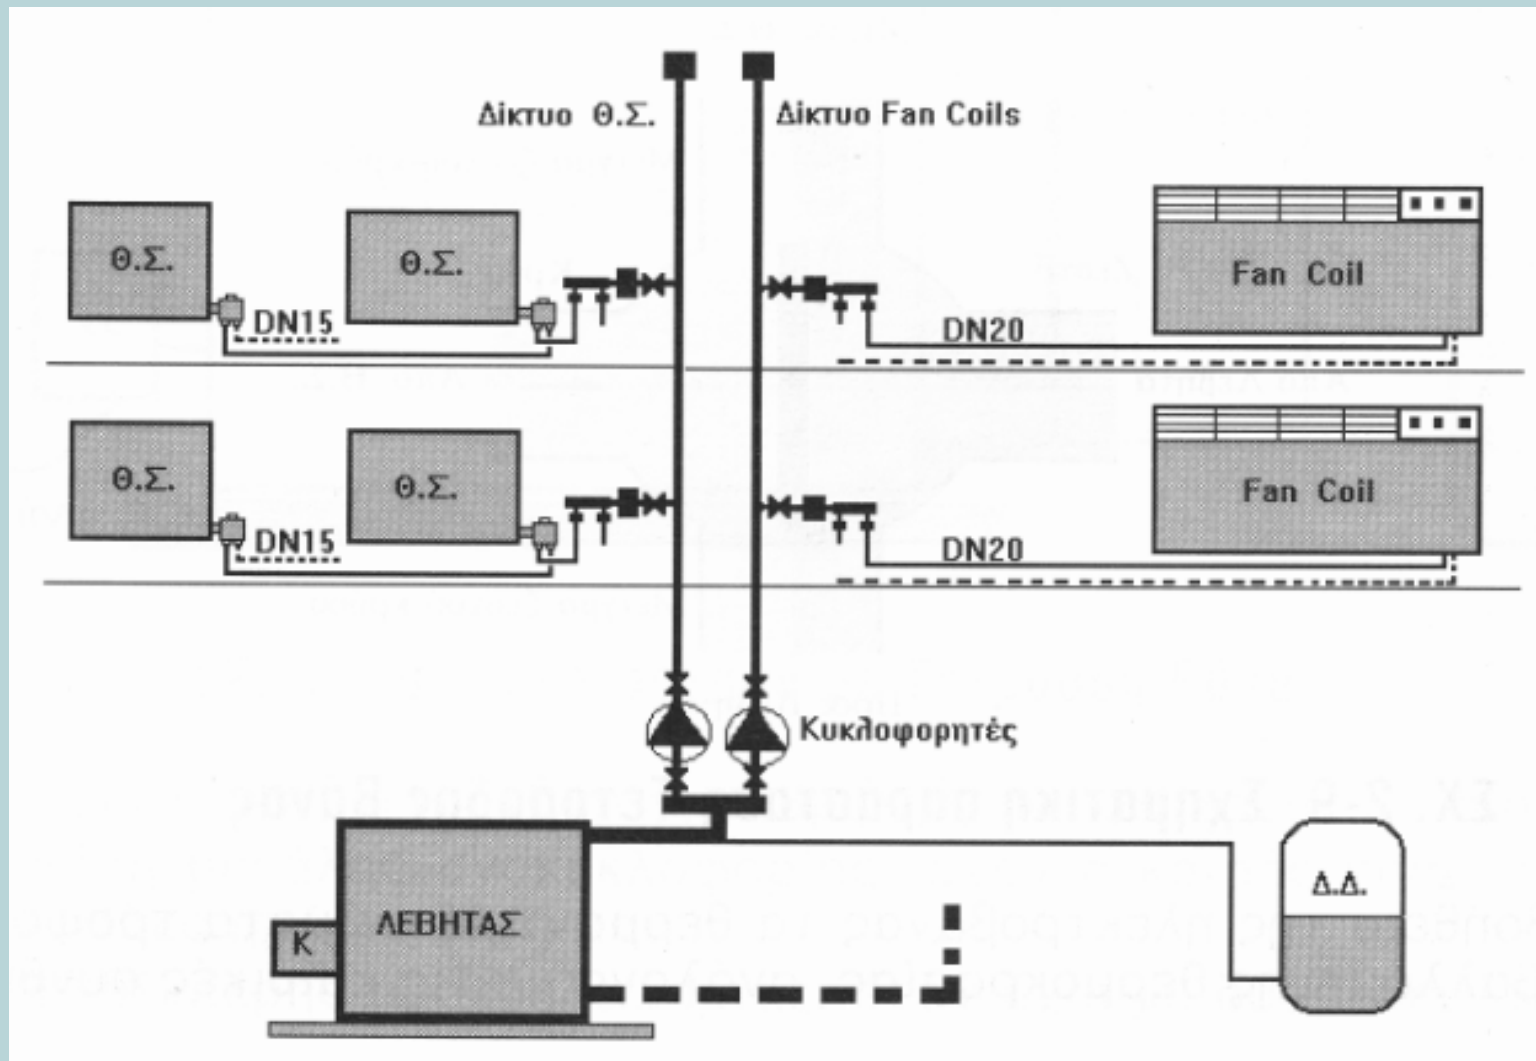 Δίκτυο Θ.Σ.
Δίκτυο Fan Coils
Θ.Σ.
Θ.Σ.
Fan Coil
DN15
DN20
Θ.Σ.
Θ.Σ.
Fan Coil
DN15
DN20
Κυκλοφορητές
Δ.Δ.
ΛΕΒΗΤΑΣ
Κ